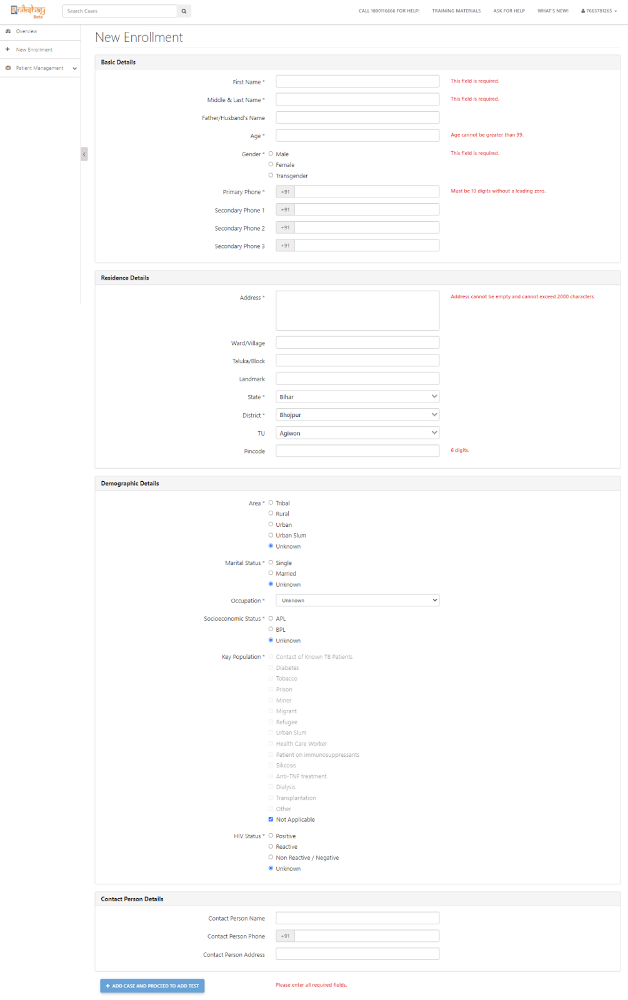 nikshay
Beta
Search Cases
CALL 1800116666 FOR HELP!
TRAINING MATERIALS
ASK FOR HELP
WHAT'S NEW!
7663781265
Overview
New Enrollment
Patient Management
New Enrollment
Basic Details
First Name *
This field is required.
Middle & Last Name *
This field is required.
Father/Husband's Name
Age *
Age cannot be greater than 99.
Gender * Male
This field is required.
Female
Transgender
Primary Phone * +91
Must be 10 digits without a leading zero.
Secondary Phone 1 +91
Secondary Phone 2 +91
Secondary Phone 3 +91
Residence Details
Address *
Address cannot be empty and cannot exceed 2000 characters
Ward/Village
Taluka/Block
Landmark
State * Bihar
District * Bhojpur
TU Agiwon
Pincode
6 digits.
Demographic Details
Area * Tribal
Rural
Urban
Urban Slum
Unknown
Marital Status * Single
Married
Unknown
Occupation * Unknown
Socioeconomic Status * APL
BPL
Unknown
Key Population * Contact of Known TB Patients
Diabetes
Tobacco
Prison
Miner
Migrant
Refugee
Urban Slum
Health Care Worker
Patient on immunosuppressants
Silicosis
Anti-TNF treatment
Dialysis
Transplantation
Other
Not Applicable
HIV Status * Positive
Reactive
Non Reactive / Negative
Unknown
Contact Person Details
Contact Person Name
Contact Person Phone +91
Contact Person Address
+ ADD CASE AND PROCEED TO ADD TEST
Please enter all required fields.